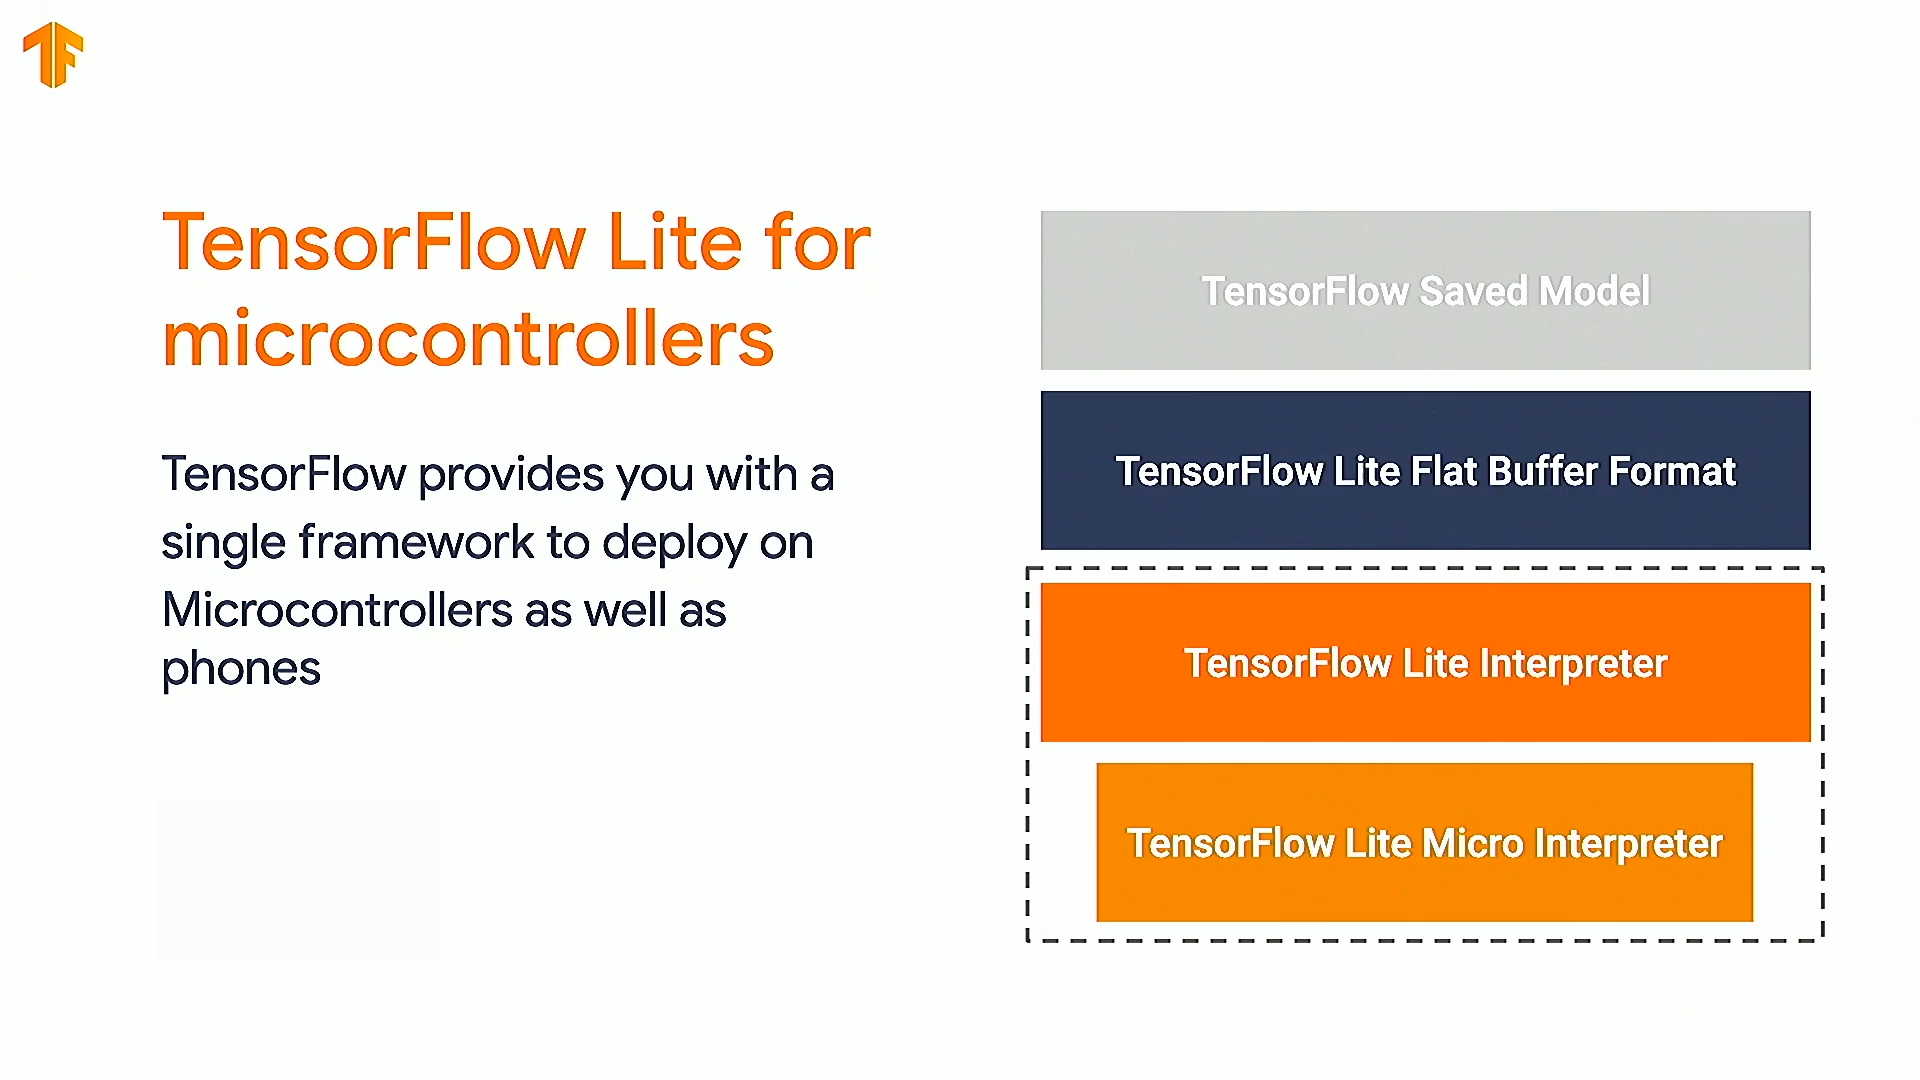 TensorFlow Lite for
microcontrollers
TensorFlow provides you with a
single framework to deploy on
Microcontrollers as well as
phones
TensorFlow Saved Model
TensorFlow Lite Flat Buffer Format
TensorFlow Lite Interpreter
TensorFlow Lite Micro Interpreter